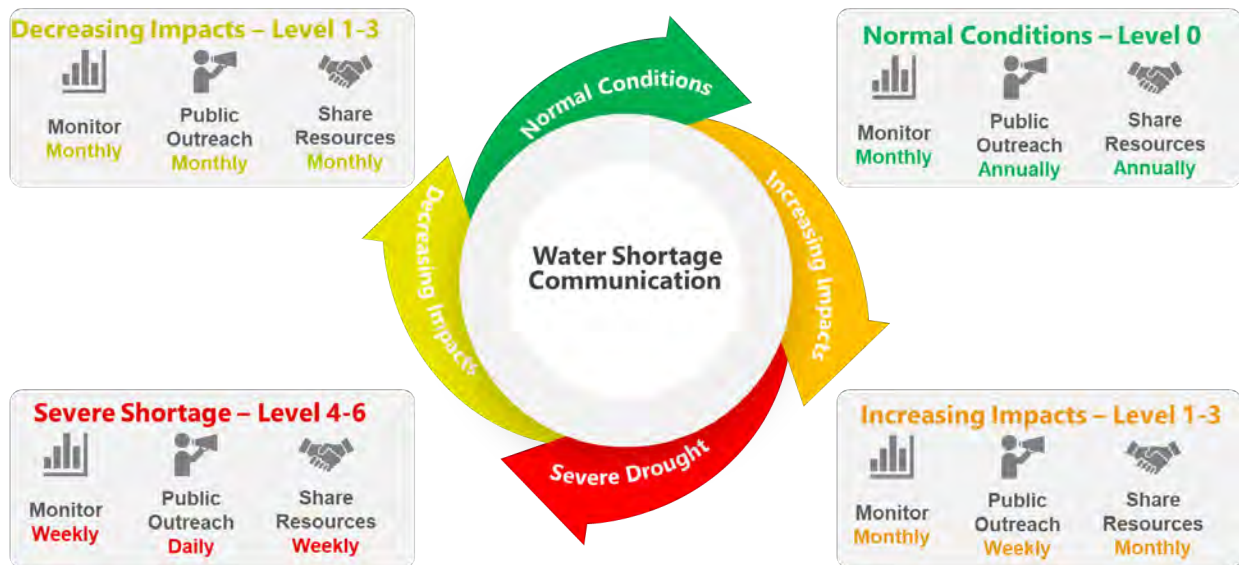 Decreasing Impacts – Level 1-3
Monitor
Monthly
Public
Outreach
Monthly
Share
Resources
Monthly
Normal Conditions – Level 0
Monitor
Monthly
Public
Outreach
Annually
Share
Resources
Annually
Normal Conditions
Increasing Impacts
Severe Drought
Decreasing Impacts
Water Shortage
Communication
Severe Shortage – Level 4-6
Monitor
Weekly
Public
Outreach
Daily
Share
Resources
Weekly
Increasing Impacts – Level 1-3
Monitor
Monthly
Public
Outreach
Weekly
Share
Resources
Monthly